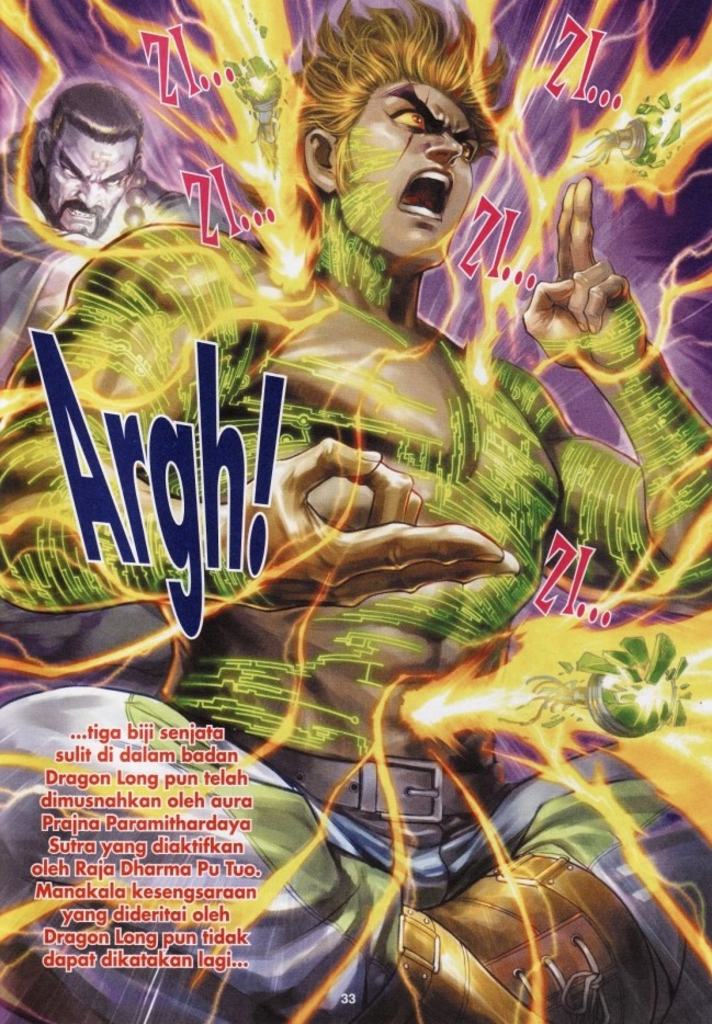 ZI...
ZI...
ZI...
ZI...
Argh!
ZI...
...tiga biji senjata
sulit di dalam badan
Dragon Long pun telah
dimusnahkan oleh aura
Prajna Paramithardaya
Sutra yang diaktifkan
oleh Raja Dharma Pu Tuo.
Manakala kesengsaraan
yang dideritai oleh
Dragon Long pun tidak
dapat dikatakan lagi...
33